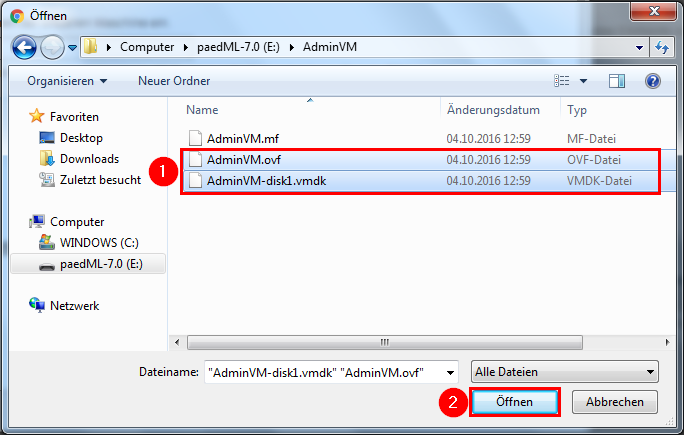 Öffnen
Computer ▸ paedML-7.0 (E:) ▸ AdminVM
Organisieren Neuer Ordner
Name Änderungsdatum Typ
Favoriten
Desktop
Downloads
Zuletzt besucht
Computer
WINDOWS (C:)
paedML-7.0 (E:)
Netzwerk
AdminVM.mf 04.10.2016 12:59 MF-Datei
1
AdminVM.ovf 04.10.2016 12:59 OVF-Datei
AdminVM-disk1.vmdk 04.10.2016 12:59 VMDK-Datei
Dateiname: "AdminVM-disk1.vmdk" "AdminVM.ovf" Alle Dateien
2 Öffnen Abbrechen